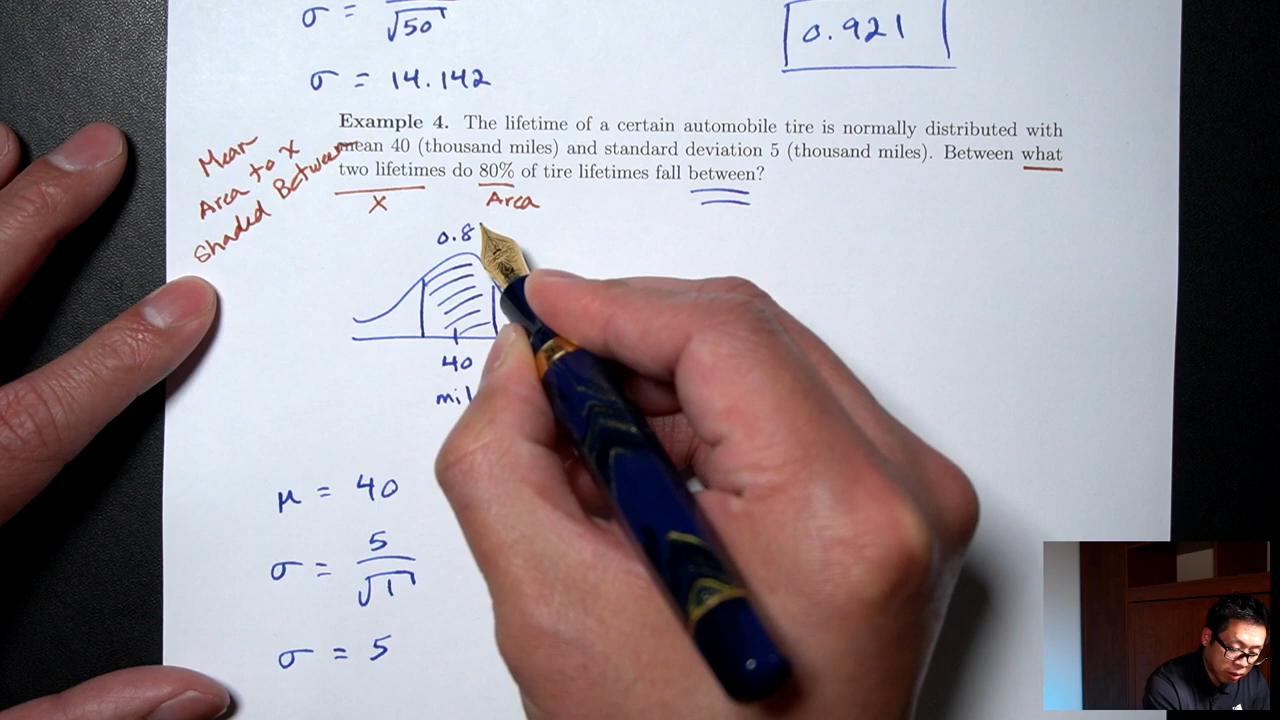 σ = √50
0.921
σ = 14.142
Example 4. The lifetime of a certain automobile tire is normally distributed with
mean 40 (thousand miles) and standard deviation 5 (thousand miles). Between what
two lifetimes do 80% of tire lifetimes fall between?
Mean
Area to x
Shaded Between
x
Area
0.8
40
mil
μ = 40
σ = 5/√1
σ = 5